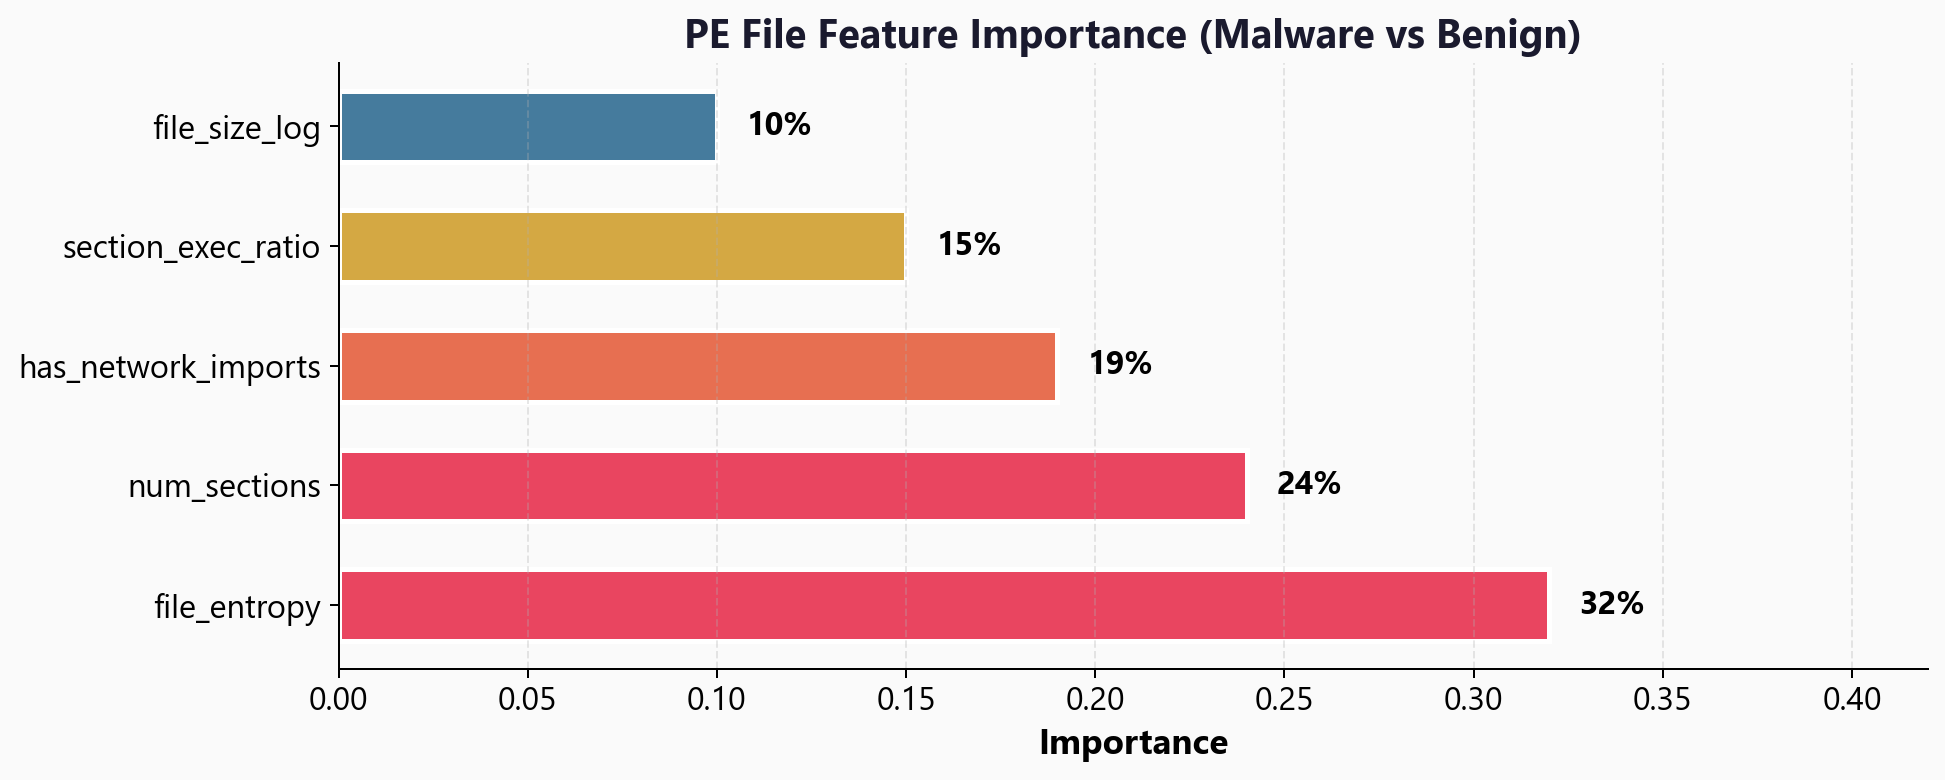 PE File Feature Importance (Malware vs Benign)
file_size_log 10%
section_exec_ratio 15%
has_network_imports 19%
num_sections 24%
file_entropy 32%
0.00 0.05 0.10 0.15 0.20 0.25 0.30 0.35 0.40
Importance